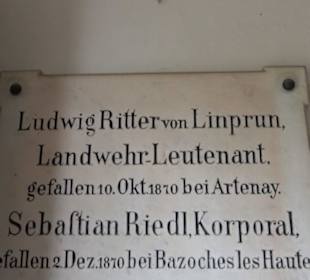 Ludwig Ritter von Linprun,
Landwehr-Leutenant.
gefallen 10. Okt. 1870 bei Artenay.
Sebaſtian Riedl, Korporal,
efallen 2. Dez. 1870 bei Bazoches les Haute